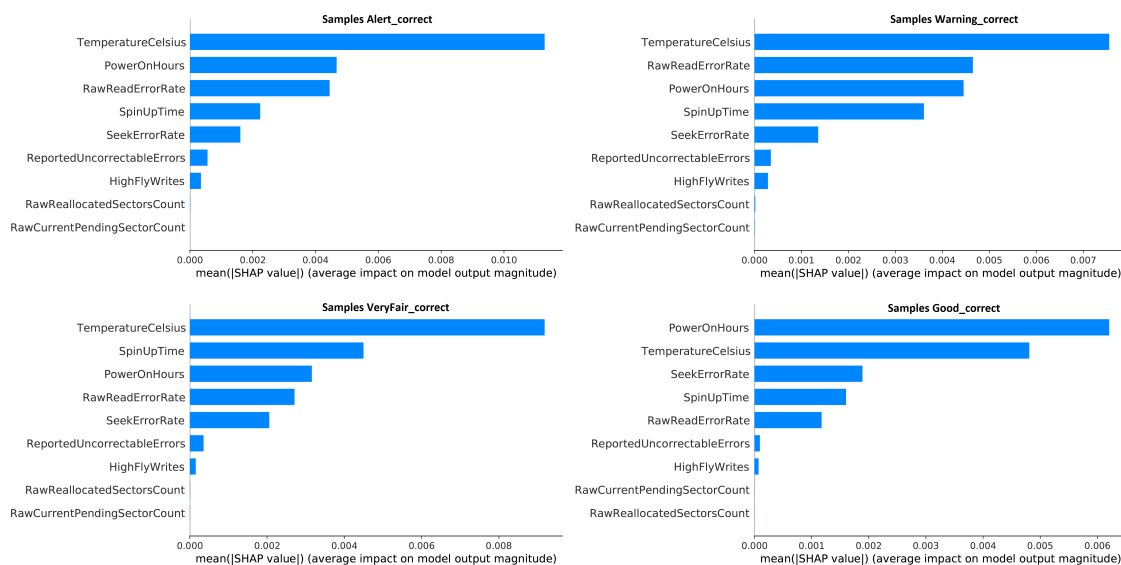 Samples Alert_correct
TemperatureCelsius
PowerOnHours
RawReadErrorRate
SpinUpTime
SeekErrorRate
ReportedUncorrectableErrors
HighFlyWrites
RawReallocatedSectorsCount
RawCurrentPendingSectorCount
0.000 0.002 0.004 0.006 0.008 0.010
mean(|SHAP value|) (average impact on model output magnitude)
Samples Warning_correct
TemperatureCelsius
RawReadErrorRate
PowerOnHours
SpinUpTime
SeekErrorRate
ReportedUncorrectableErrors
HighFlyWrites
RawReallocatedSectorsCount
RawCurrentPendingSectorCount
0.000 0.001 0.002 0.003 0.004 0.005 0.006 0.007
mean(|SHAP value|) (average impact on model output magnitude)
Samples VeryFair_correct
TemperatureCelsius
SpinUpTime
PowerOnHours
RawReadErrorRate
SeekErrorRate
ReportedUncorrectableErrors
HighFlyWrites
RawReallocatedSectorsCount
RawCurrentPendingSectorCount
0.000 0.002 0.004 0.006 0.008
mean(|SHAP value|) (average impact on model output magnitude)
Samples Good_correct
PowerOnHours
TemperatureCelsius
SeekErrorRate
SpinUpTime
RawReadErrorRate
ReportedUncorrectableErrors
HighFlyWrites
RawCurrentPendingSectorCount
RawReallocatedSectorsCount
0.000 0.001 0.002 0.003 0.004 0.005 0.006
mean(|SHAP value|) (average impact on model output magnitude)